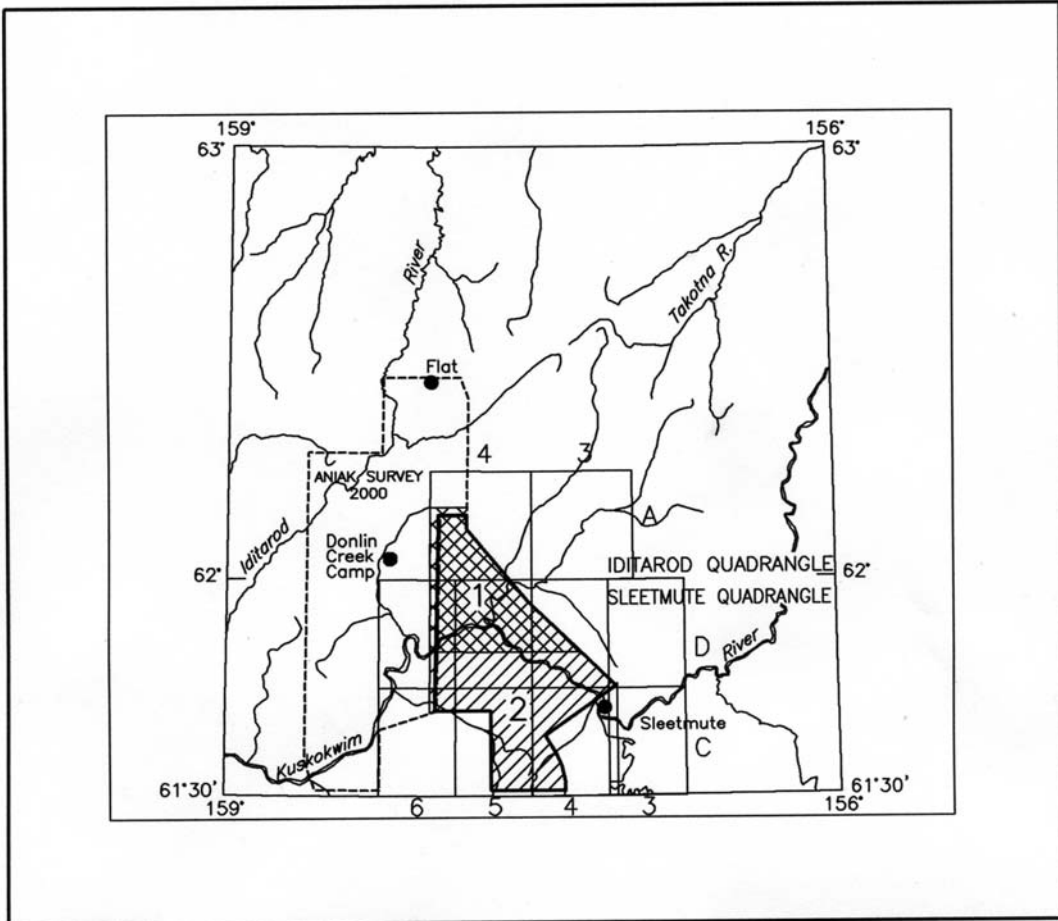 159° 156°
63° 63°
River
Takotna R.
Flat
4 3
ANIAK SURVEY
2000
A
Iditarod
Donlin
Creek
Camp
IDITAROD QUADRANGLE
62° 62°
SLEETMUTE QUADRANGLE
1
D
River
2
Sleetmute
C
Kuskokwim
61°30' 61°30'
159° 6 5 4 3 156°